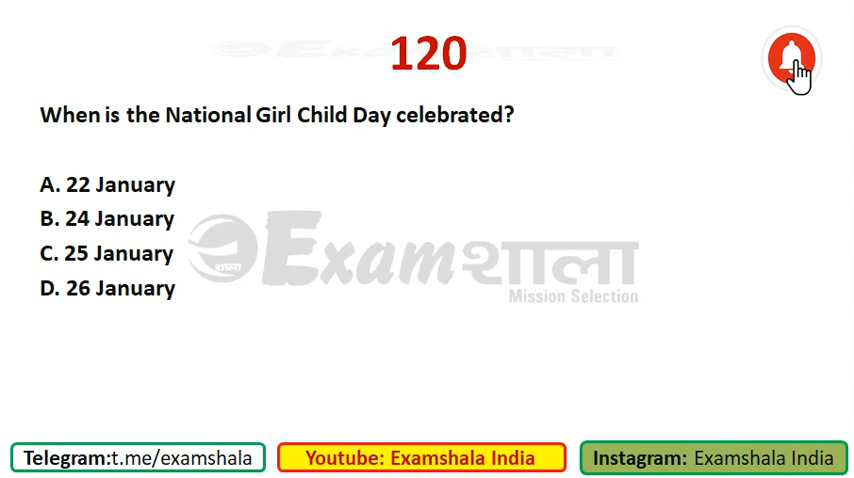 120
When is the National Girl Child Day celebrated?
A. 22 January
B. 24 January
C. 25 January
D. 26 January
शाला
Examशाला
Mission Selection
Telegram:t.me/examshala
Youtube: Examshala India
Instagram: Examshala India